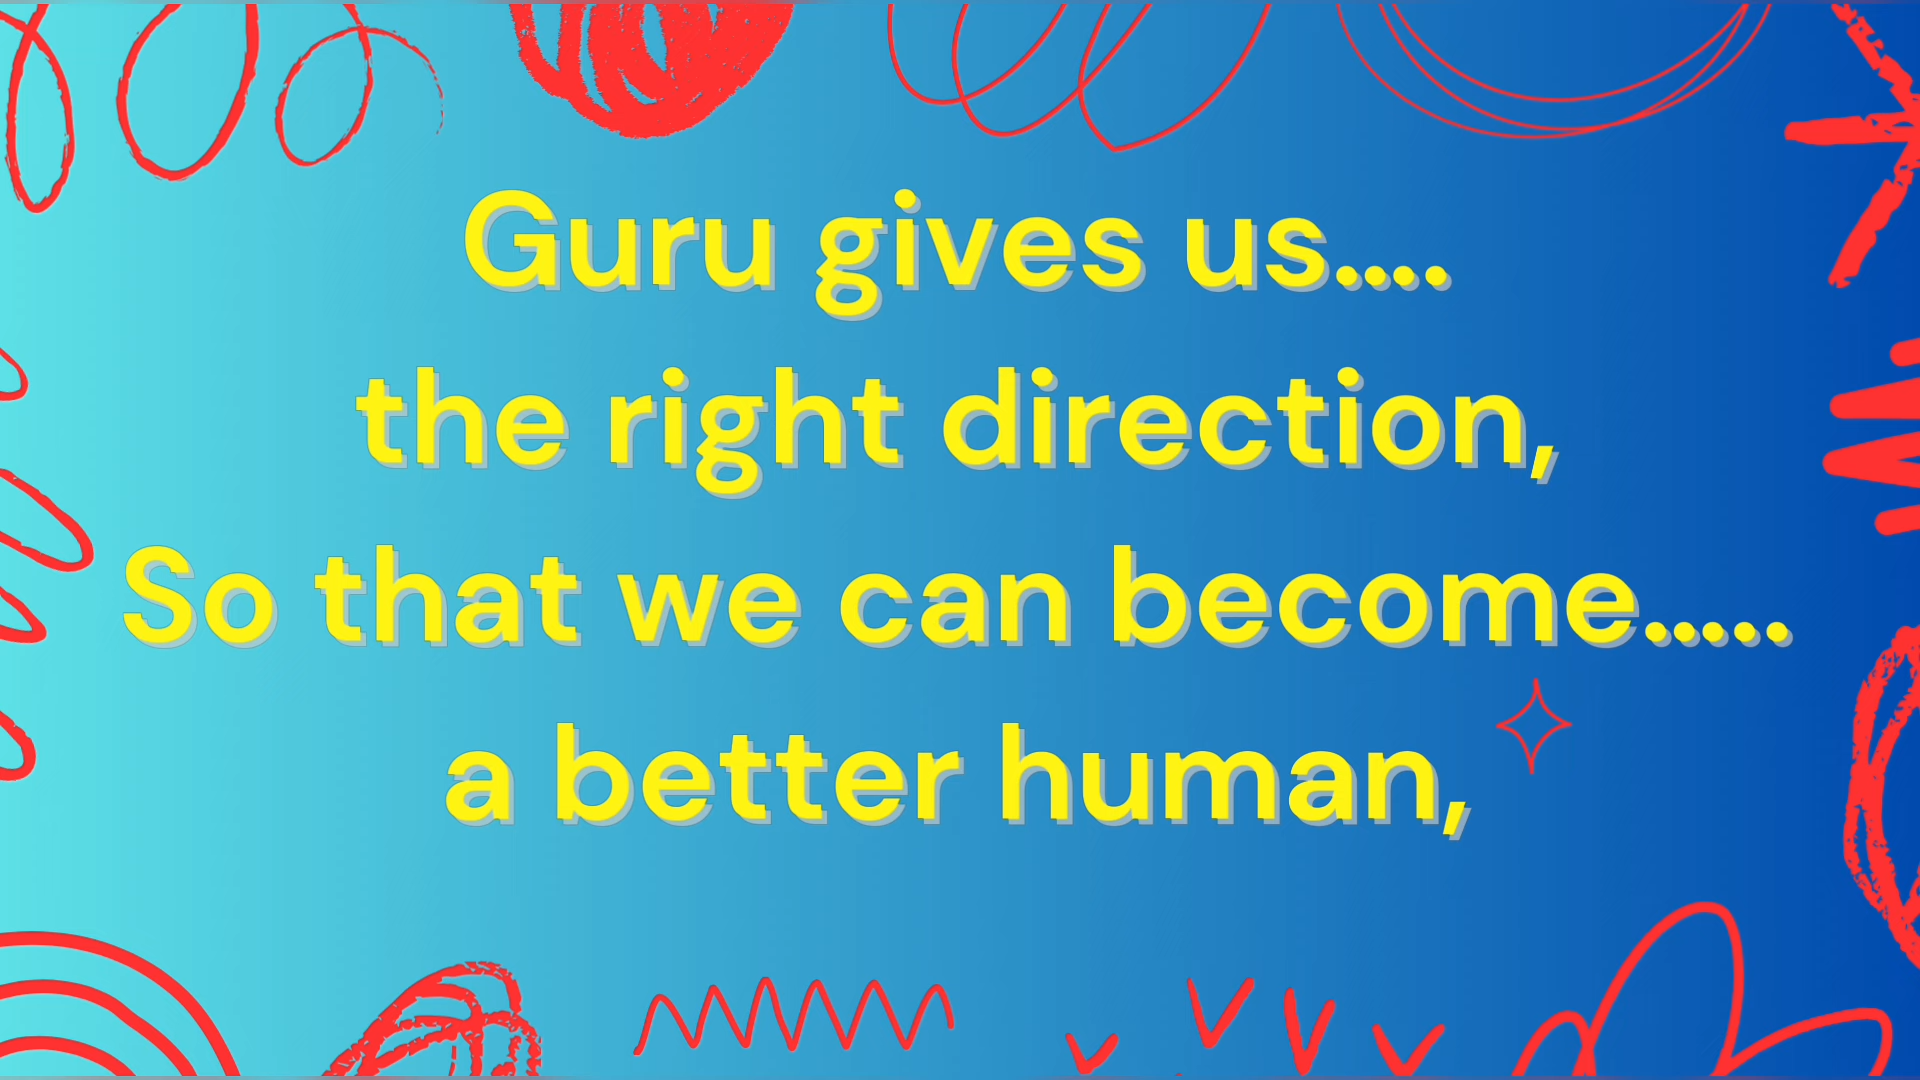 Guru gives us....
the right direction,
So that we can become.....
a better human,